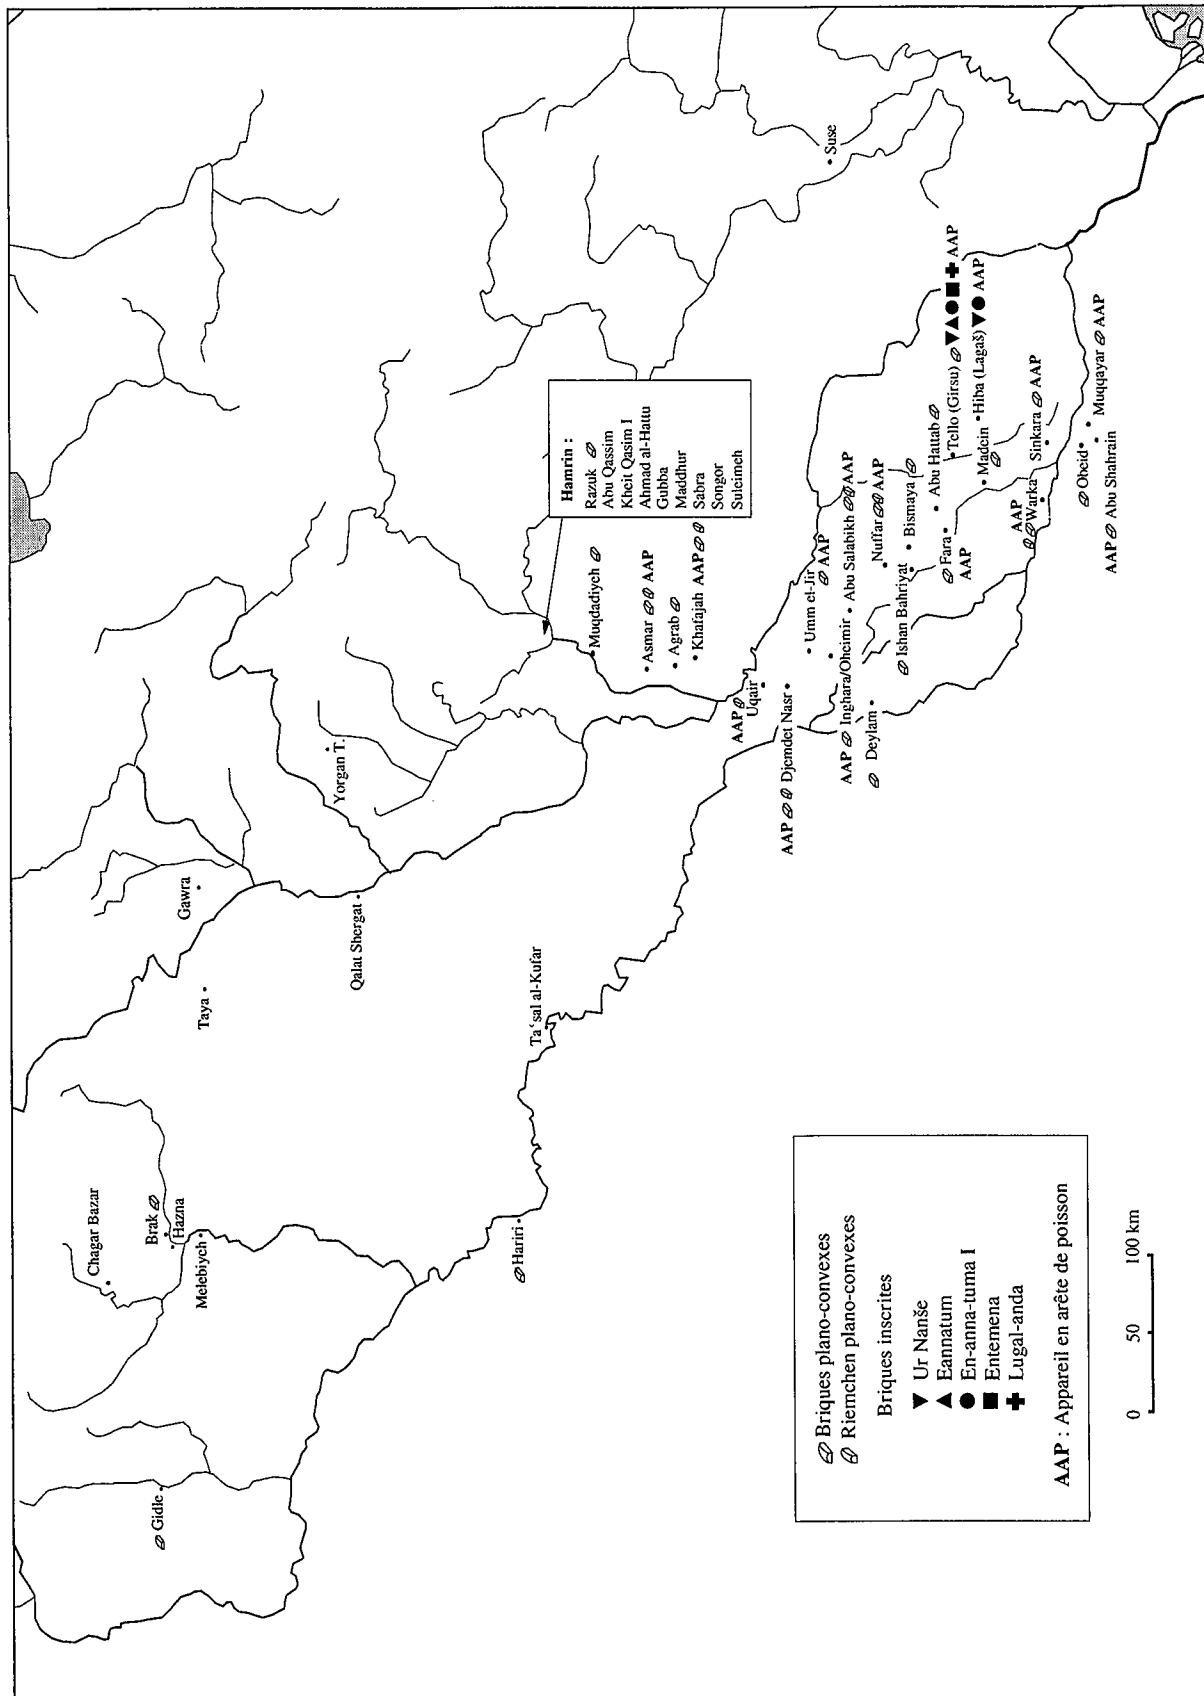 Gidle
Chagar Bazar
Brak
Hazna
Melebiych
Taya
Gawra
Qalat Shergat
Yorgan T.
Hariri
Ta‘sal al-Kufar
Hamrin :
Razuk
Abu Qassim
Kheit Qasim I
Ahmad al-Hattu
Gubba
Maddhur
Sabra
Songor
Suleimeh
Muqdadiych
Asmar AAP
Agrab
Khafajah AAP
Suse
AAP
Uqair
AAP Djemdet Nasr
Umm el-Jir
AAP
AAP Inghara/Oheimir
Abu Salabikh AAP
Deylam
Nuffar AAP
Ishan Bahriyat
Bismaya
Fara
AAP
Abu Hattab
Tello (Girsu) AAP
Hiba (Lagaš) AAP
Madein
AAP
Warka
Sinkara AAP
Obeid
Muqqayar AAP
AAP Abu Shahrain
Briques plano-convexes
Riemchen plano-convexes
Briques inscrites
Ur Nanše
Eannatum
En-anna-tuma I
Entemena
Lugal-anda
AAP : Appareil en arête de poisson
0 50 100 km